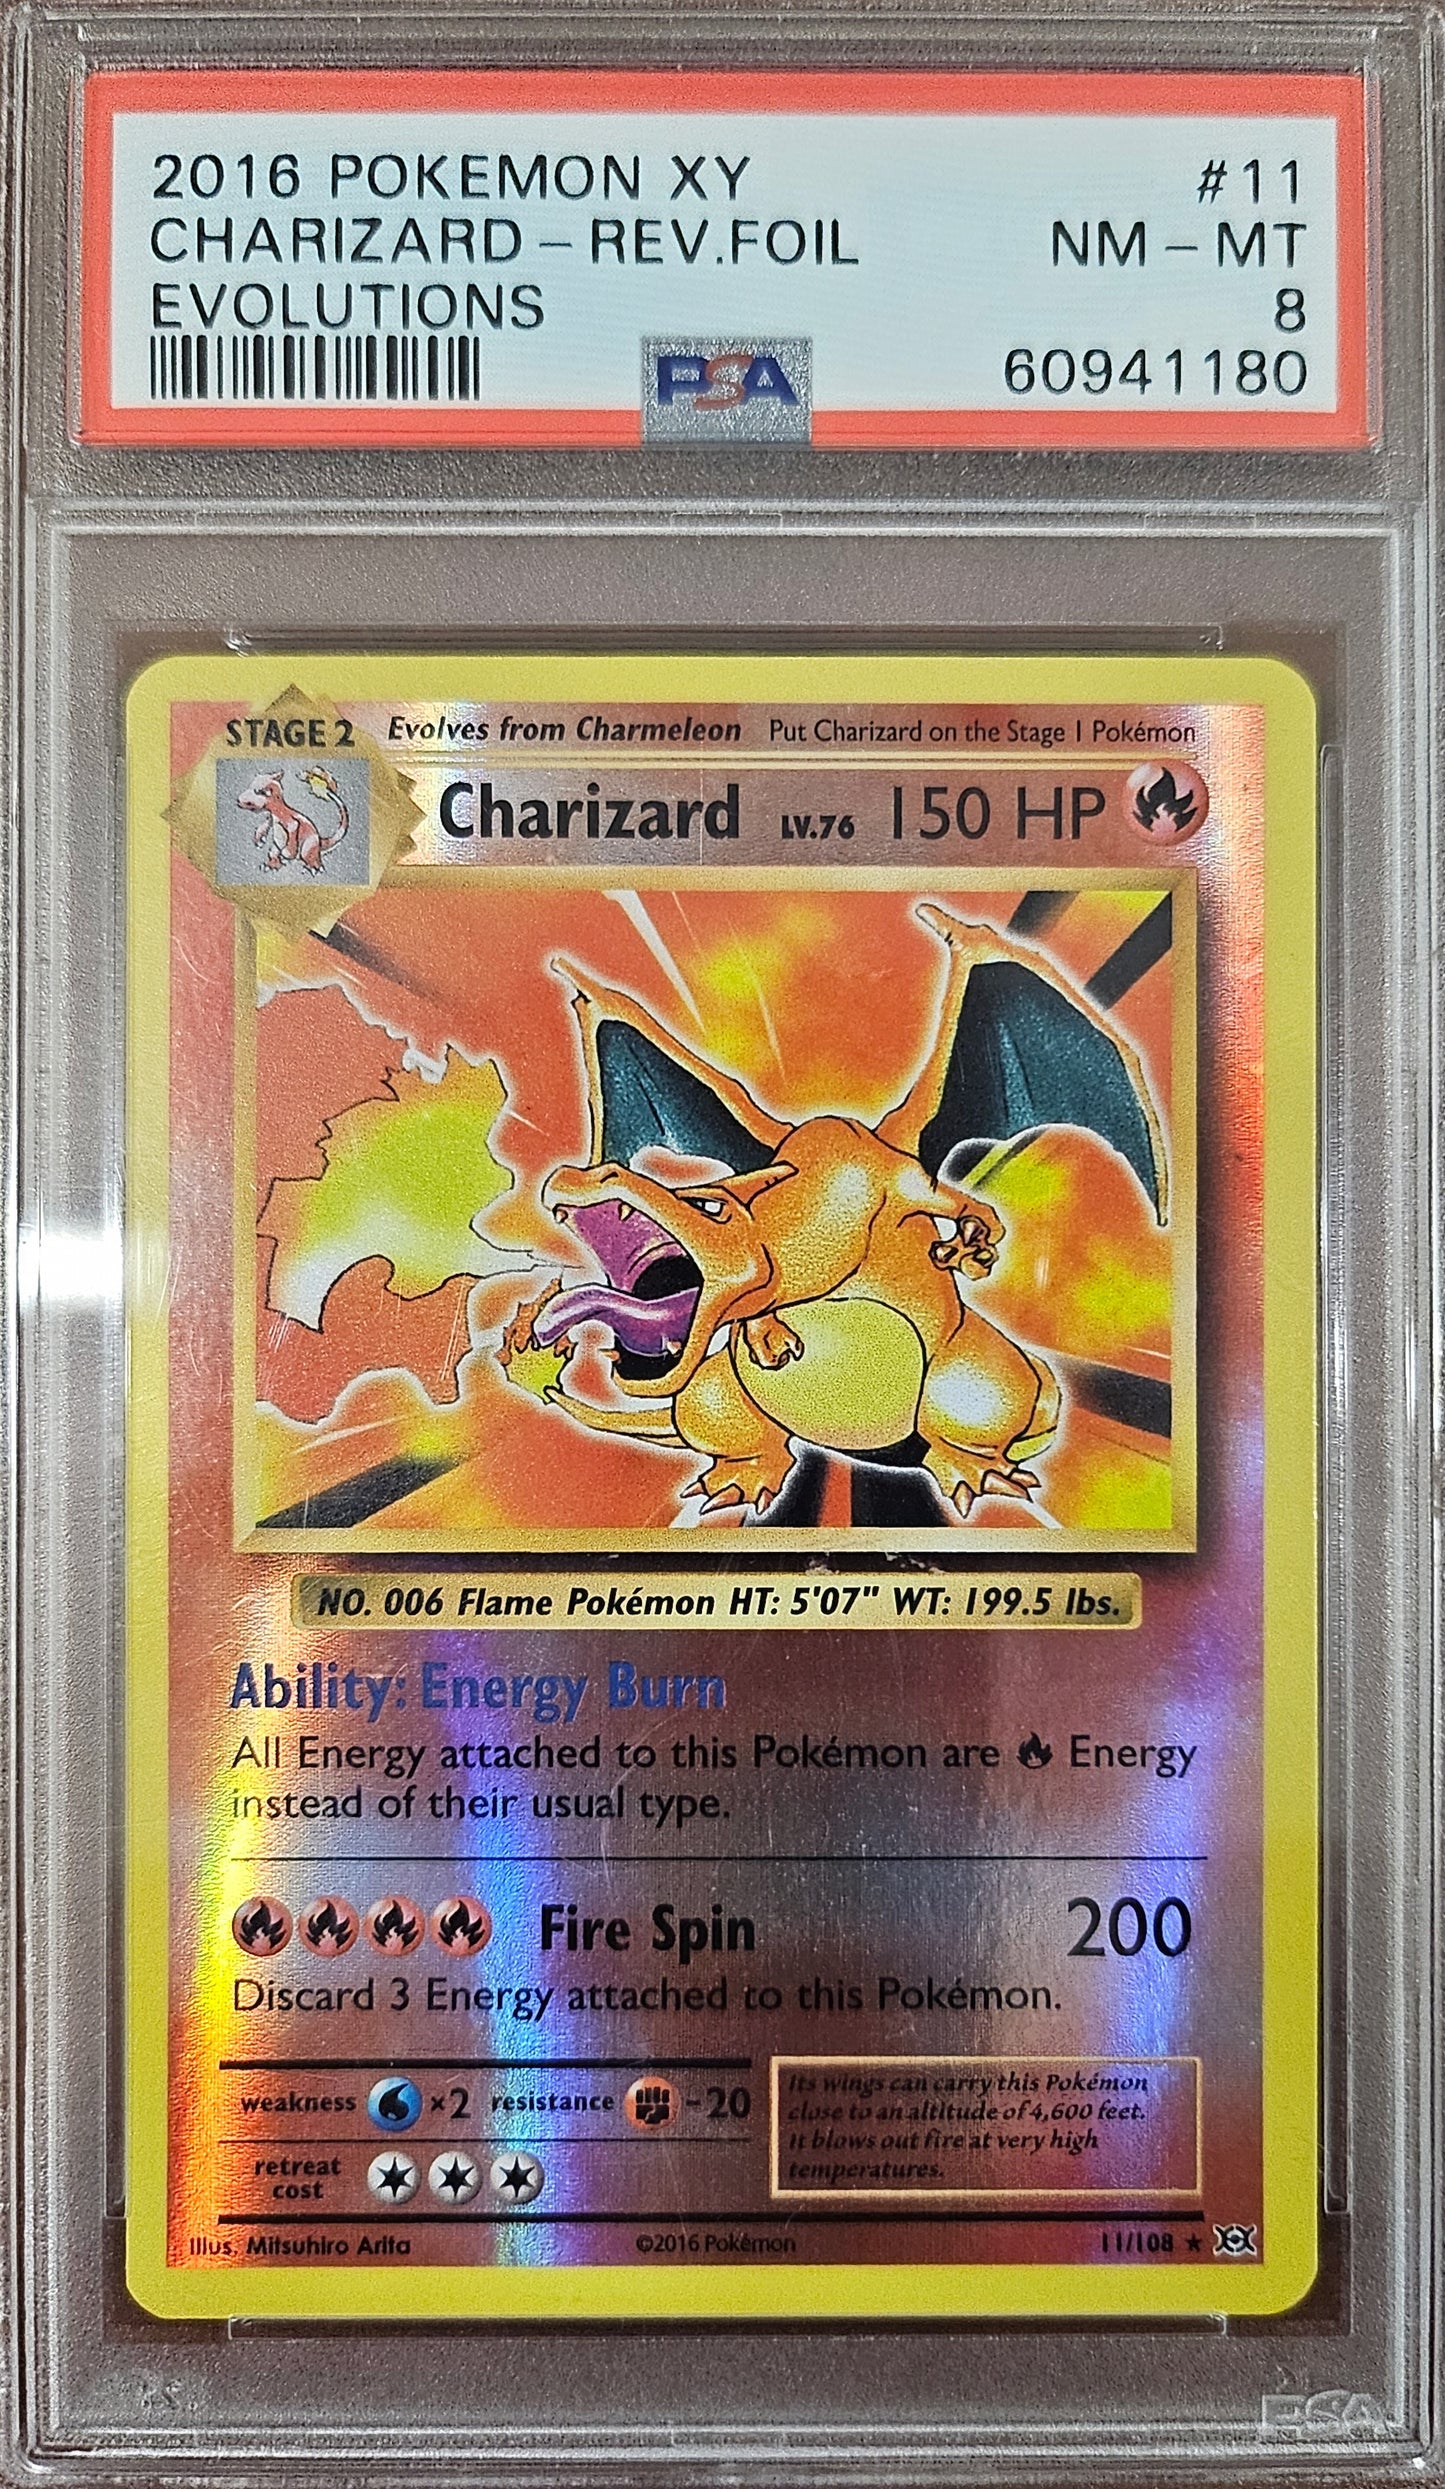 2016 POKEMON XY #11
CHARIZARD-REV.FOIL NM-MT
EVOLUTIONS 8
PSA 60941180
STAGE 2 Evolves from Charmeleon Put Charizard on the Stage 1 Pokémon
Charizard LV.76 150 HP
NO. 006 Flame Pokémon HT: 5'07" WT: 199.5 lbs.
Ability: Energy Burn
All Energy attached to this Pokémon are Energy
instead of their usual type.
Fire Spin 200
Discard 3 Energy attached to this Pokémon.
weakness ×2 resistance -20
retreat
cost
Its wings can carry this Pokémon
close to an altitude of 4,600 feet.
It blows out fire at very high
temperatures.
Illus. Mitsuhiro Arita ©2016 Pokémon 11/108
PSA